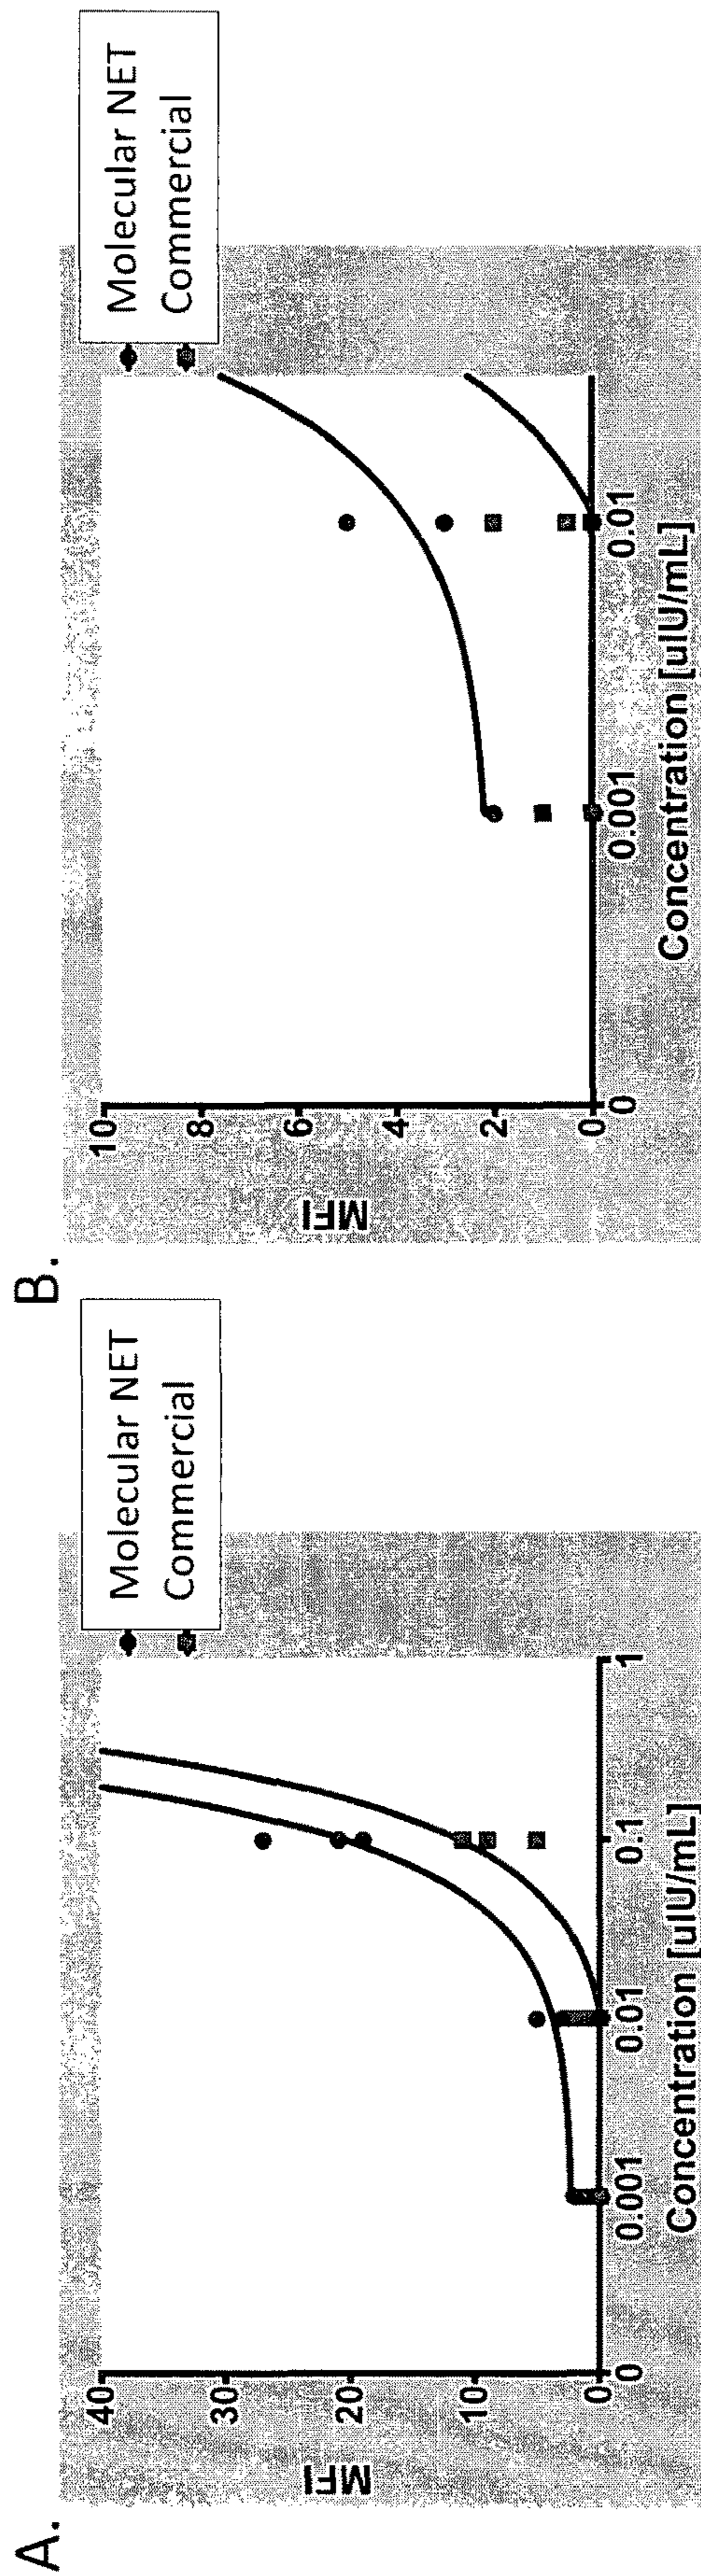 A.
Molecular NET
Commercial
MFI
40
30
20
10
0
0
0.001
0.01
0.1
1
Concentration [uIU/mL]
B.
Molecular NET
Commercial
MFI
10
8
6
4
2
0
0
0.001
0.01
Concentration [uIU/mL]